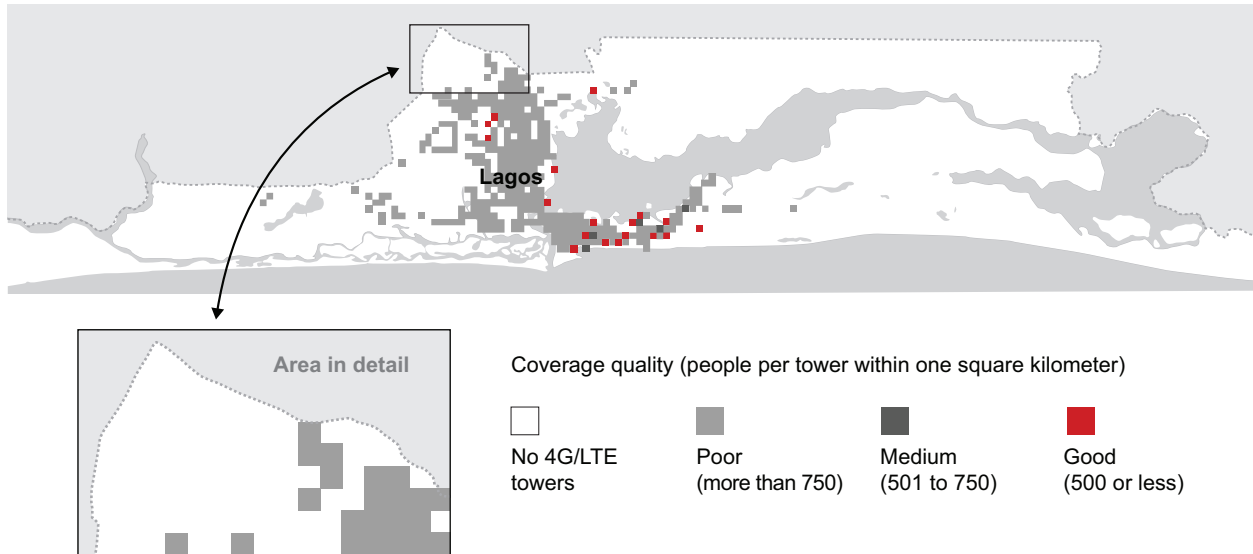 Lagos
Area in detail
Coverage quality (people per tower within one square kilometer)
No 4G/LTE
towers
Poor
(more than 750)
Medium
(501 to 750)
Good
(500 or less)